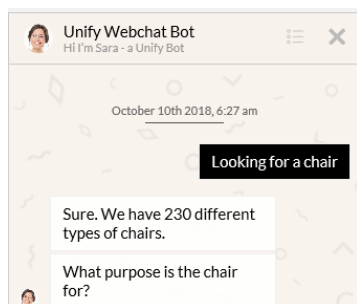 Unify Webchat Bot
Hi I'm Sara - a Unify Bot
October 10th 2018, 6:27 am
Looking for a chair
Sure. We have 230 different
types of chairs.
What purpose is the chair
for?